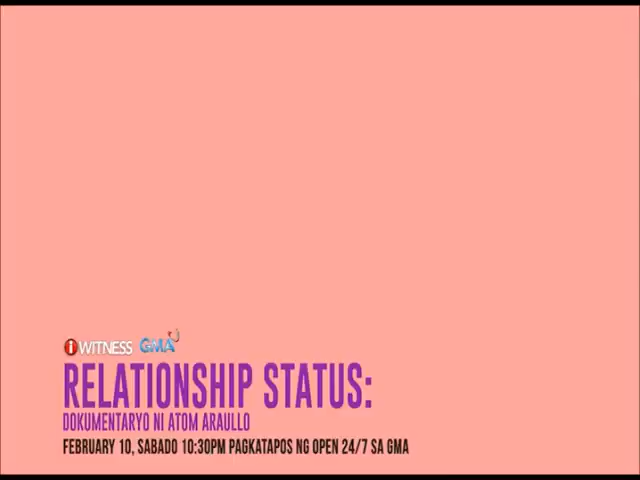 i WITNESS GMA
RELATIONSHIP STATUS:
DOKUMENTARYO NI ATOM ARAULLO
FEBRUARY 10, SABADO 10:30PM PAGKATAPOS NG OPEN 24/7 SA GMA